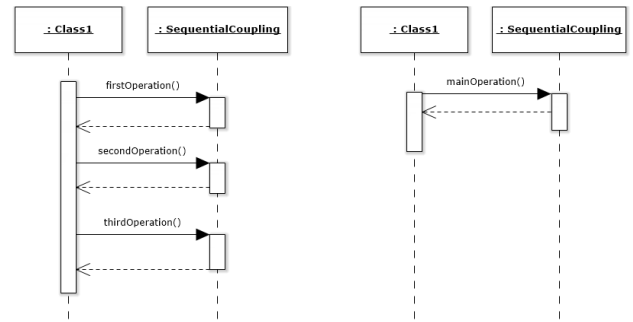 : Class1
: SequentialCoupling
firstOperation()
secondOperation()
thirdOperation()
: Class1
: SequentialCoupling
mainOperation()